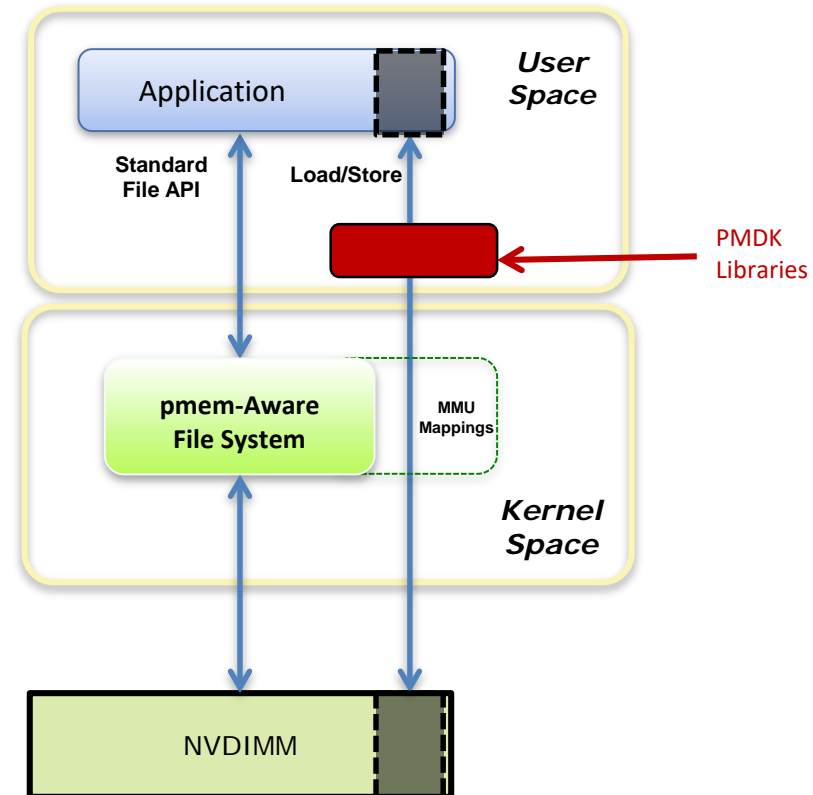 User
Space
Application
Standard
File API
Load/Store
PMDK
Libraries
pmem-Aware
File System
MMU
Mappings
Kernel
Space
NVDIMM